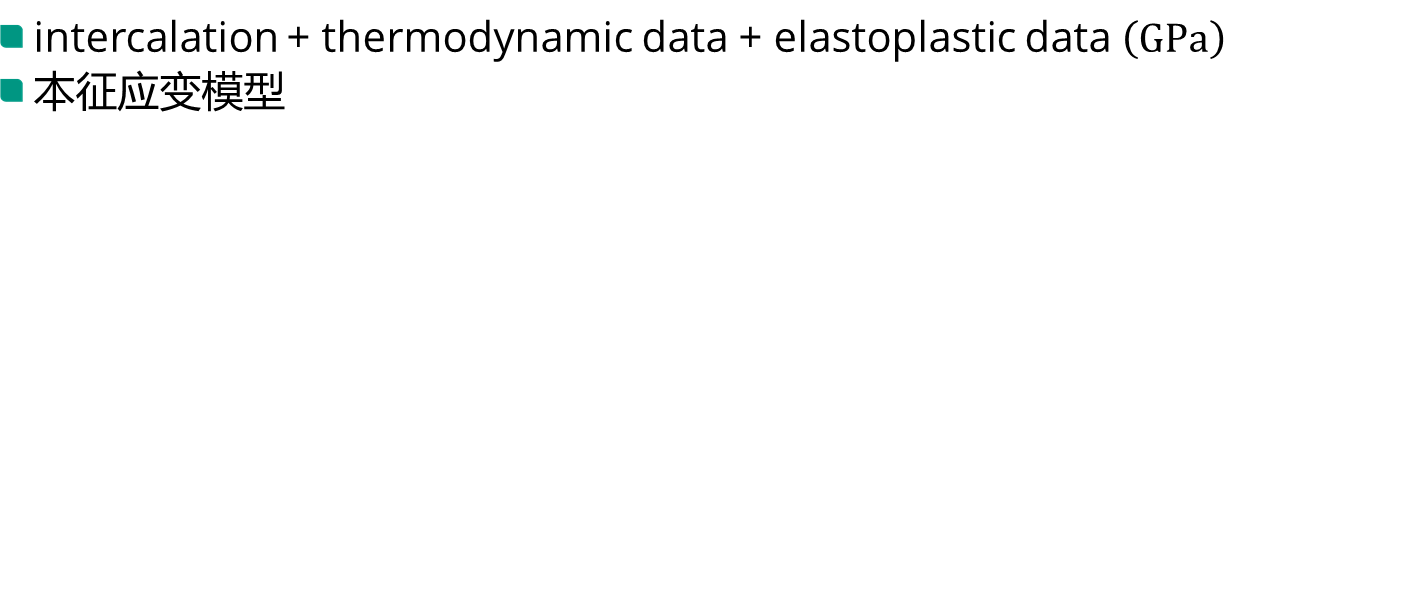 intercalation + thermodynamic data + elastoplastic data (GPa)
本征应变模型